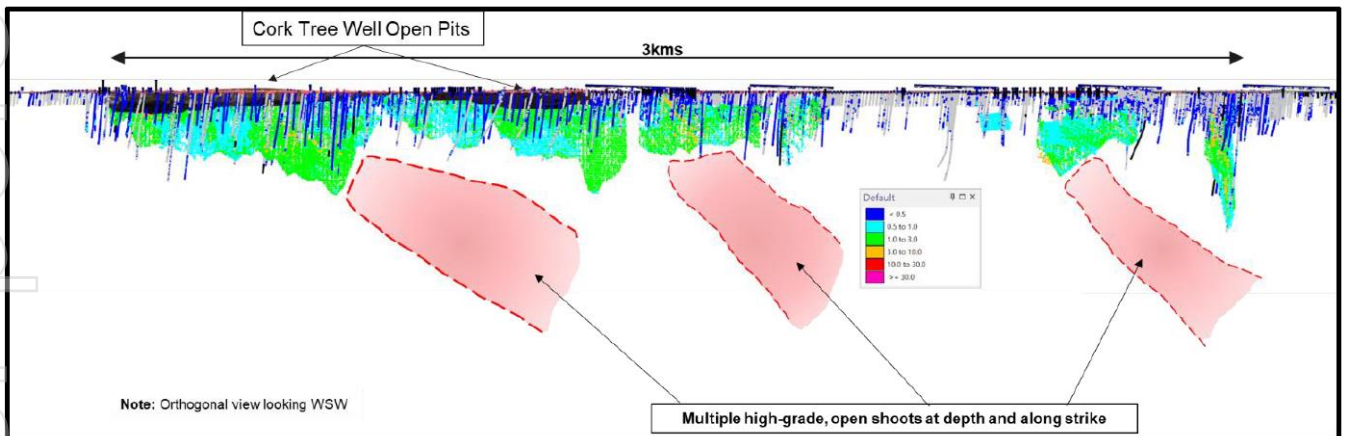 Cork Tree Well Open Pits
3kms
Default
< 0.5
0.5 to 1.0
1.0 to 3.0
3.0 to 10.0
10.0 to 30.0
>= 30.0
Note: Orthogonal view looking WSW
Multiple high-grade, open shoots at depth and along strike